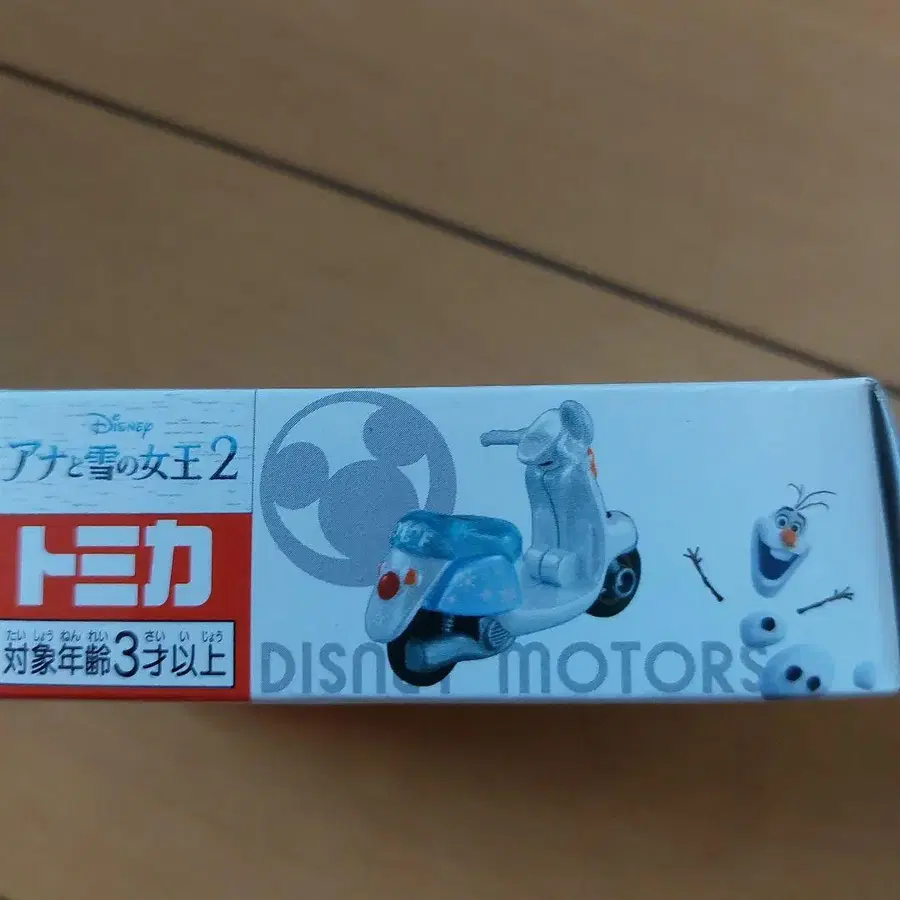 Disney
アナと雪の女王2
トミカ
たいしょうねんれい さいいじょう
対象年齢3才以上
DISNEY MOTORS